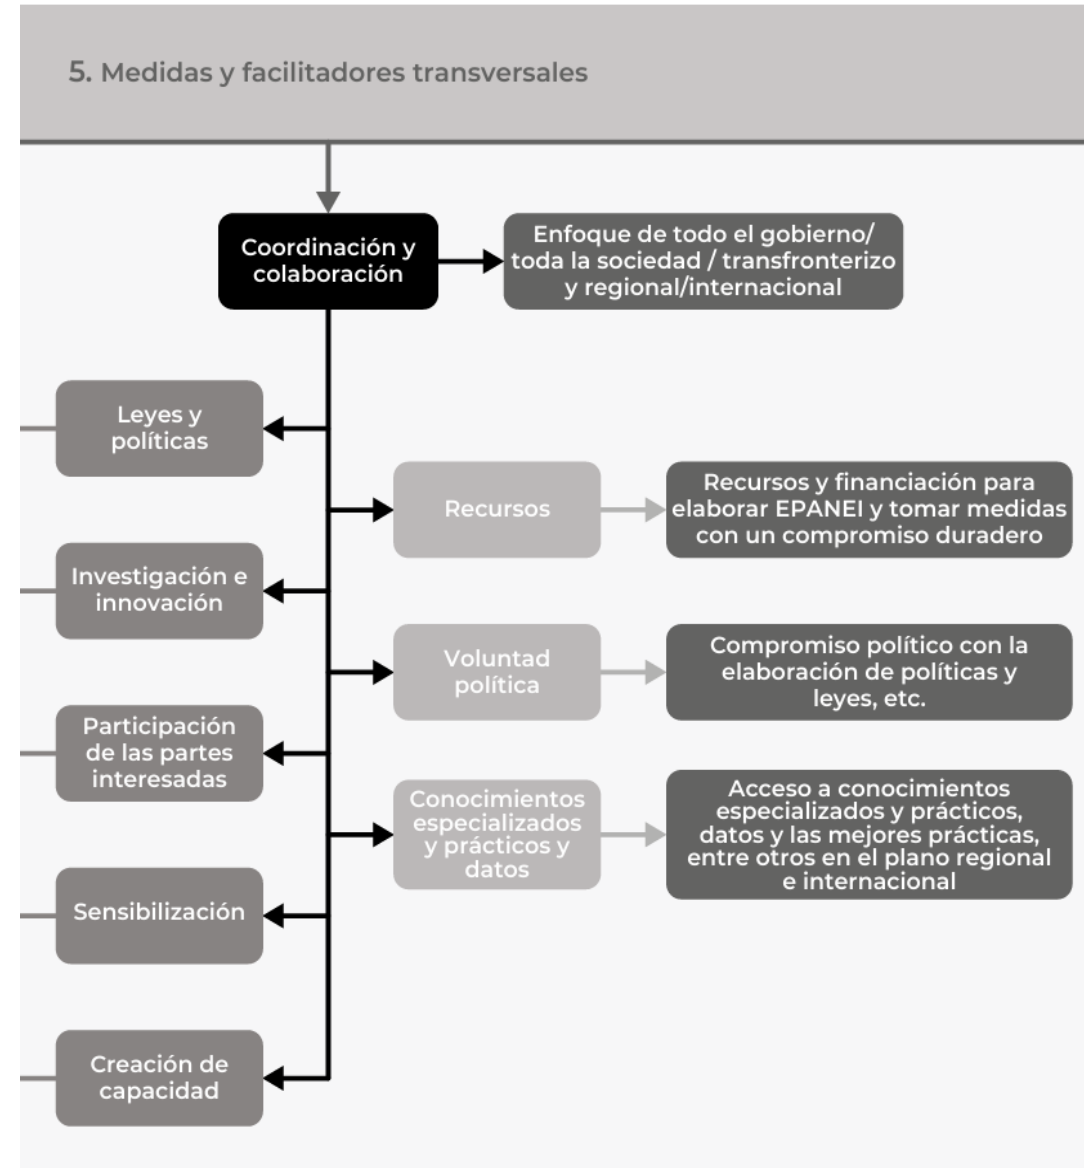 5. Medidas y facilitadores transversales
Coordinación y
colaboración
Enfoque de todo el gobierno/
toda la sociedad / transfronterizo
y regional/internacional
Leyes y
políticas
Recursos
Recursos y financiación para
elaborar EPANEI y tomar medidas
con un compromiso duradero
Investigación e
innovación
Voluntad
política
Compromiso político con la
elaboración de políticas y
leyes, etc.
Participación
de las partes
interesadas
Conocimientos
especializados
y prácticos y
datos
Acceso a conocimientos
especializados y prácticos,
datos y las mejores prácticas,
entre otros en el plano regional
e internacional
Sensibilización
Creación de
capacidad